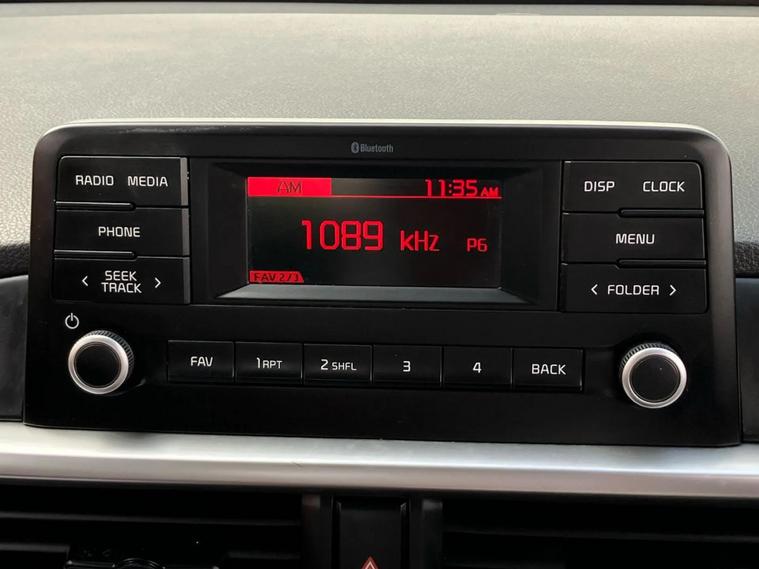 Bluetooth
RADIO MEDIA
AM
11:35 AM
DISP CLOCK
PHONE
1089 kHz P6
MENU
< SEEK TRACK >
FAV 2/3
< FOLDER >
FAV
1 RPT
2 SHFL
3
4
BACK